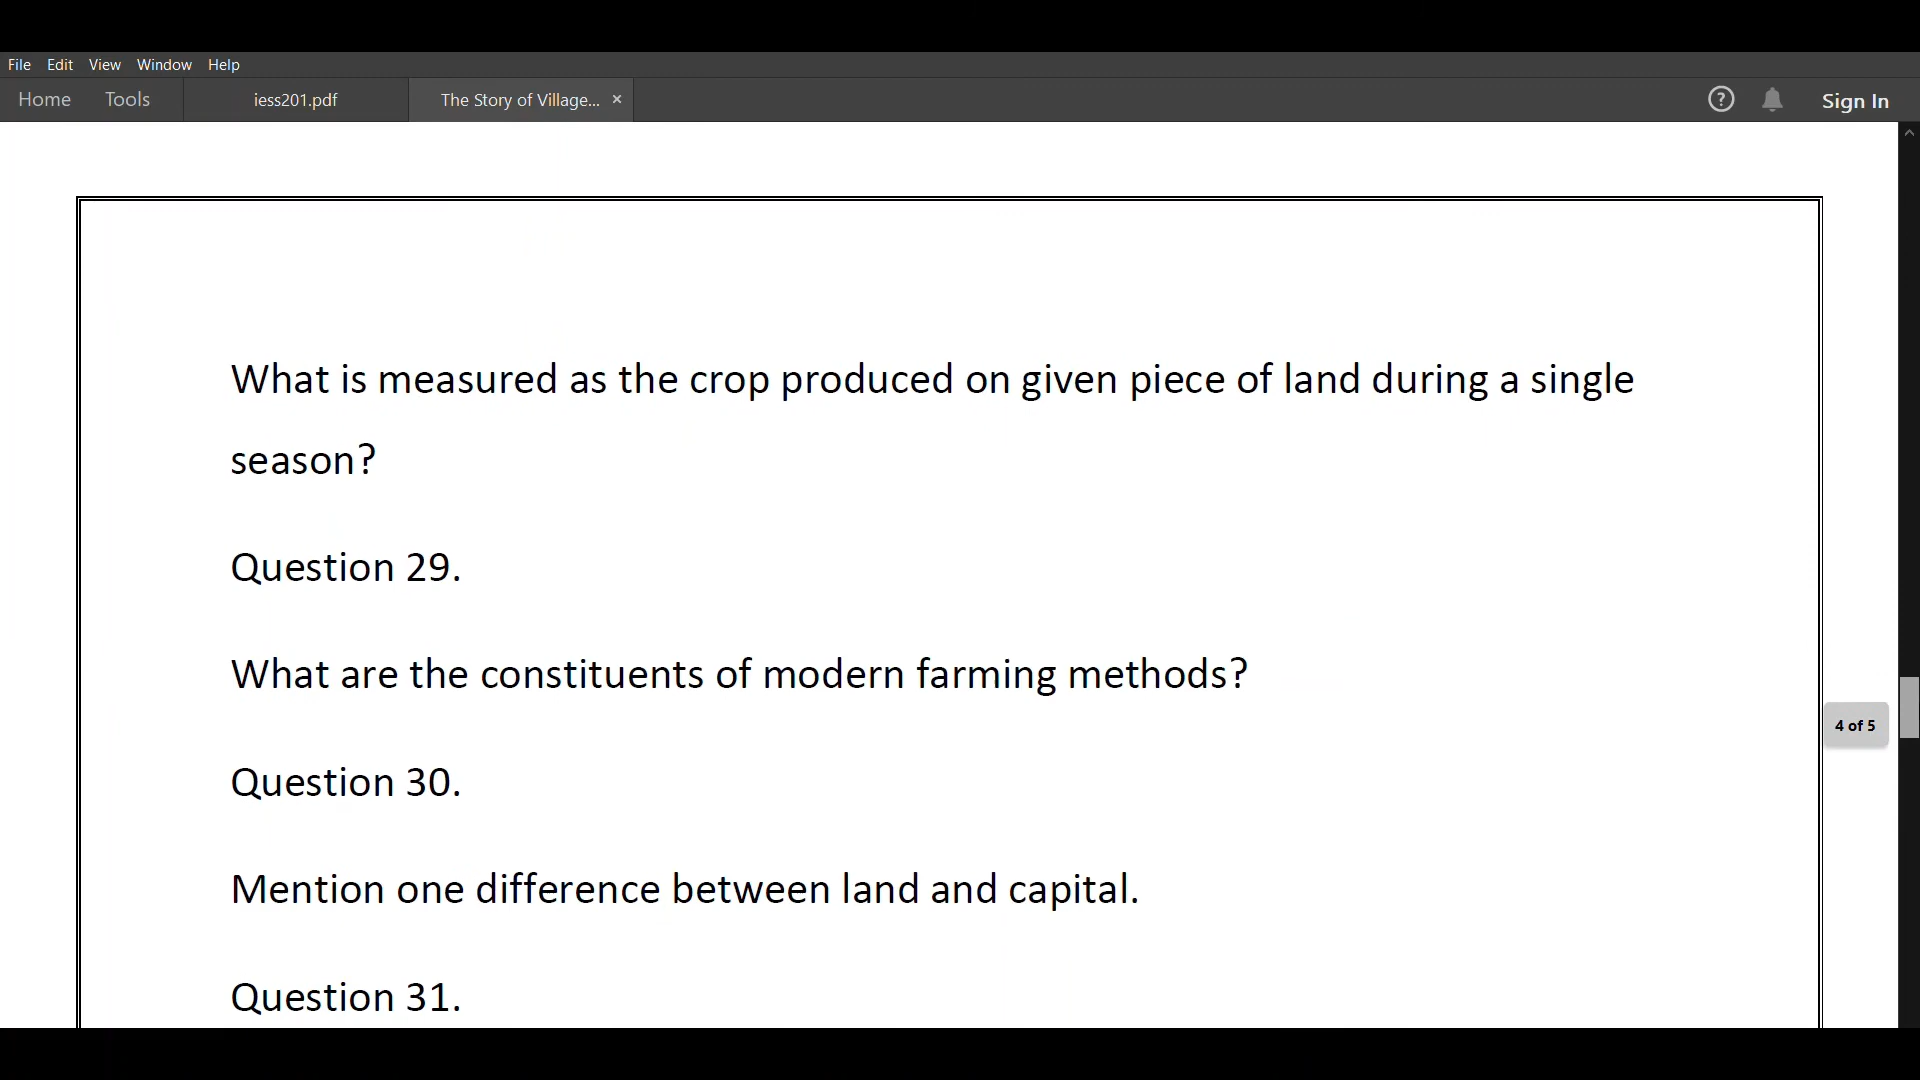 File Edit View Window Help
Home Tools iess201.pdf The Story of Village... × ? Sign In
What is measured as the crop produced on given piece of land during a single
season?
Question 29.
What are the constituents of modern farming methods?
4 of 5
Question 30.
Mention one difference between land and capital.
Question 31.